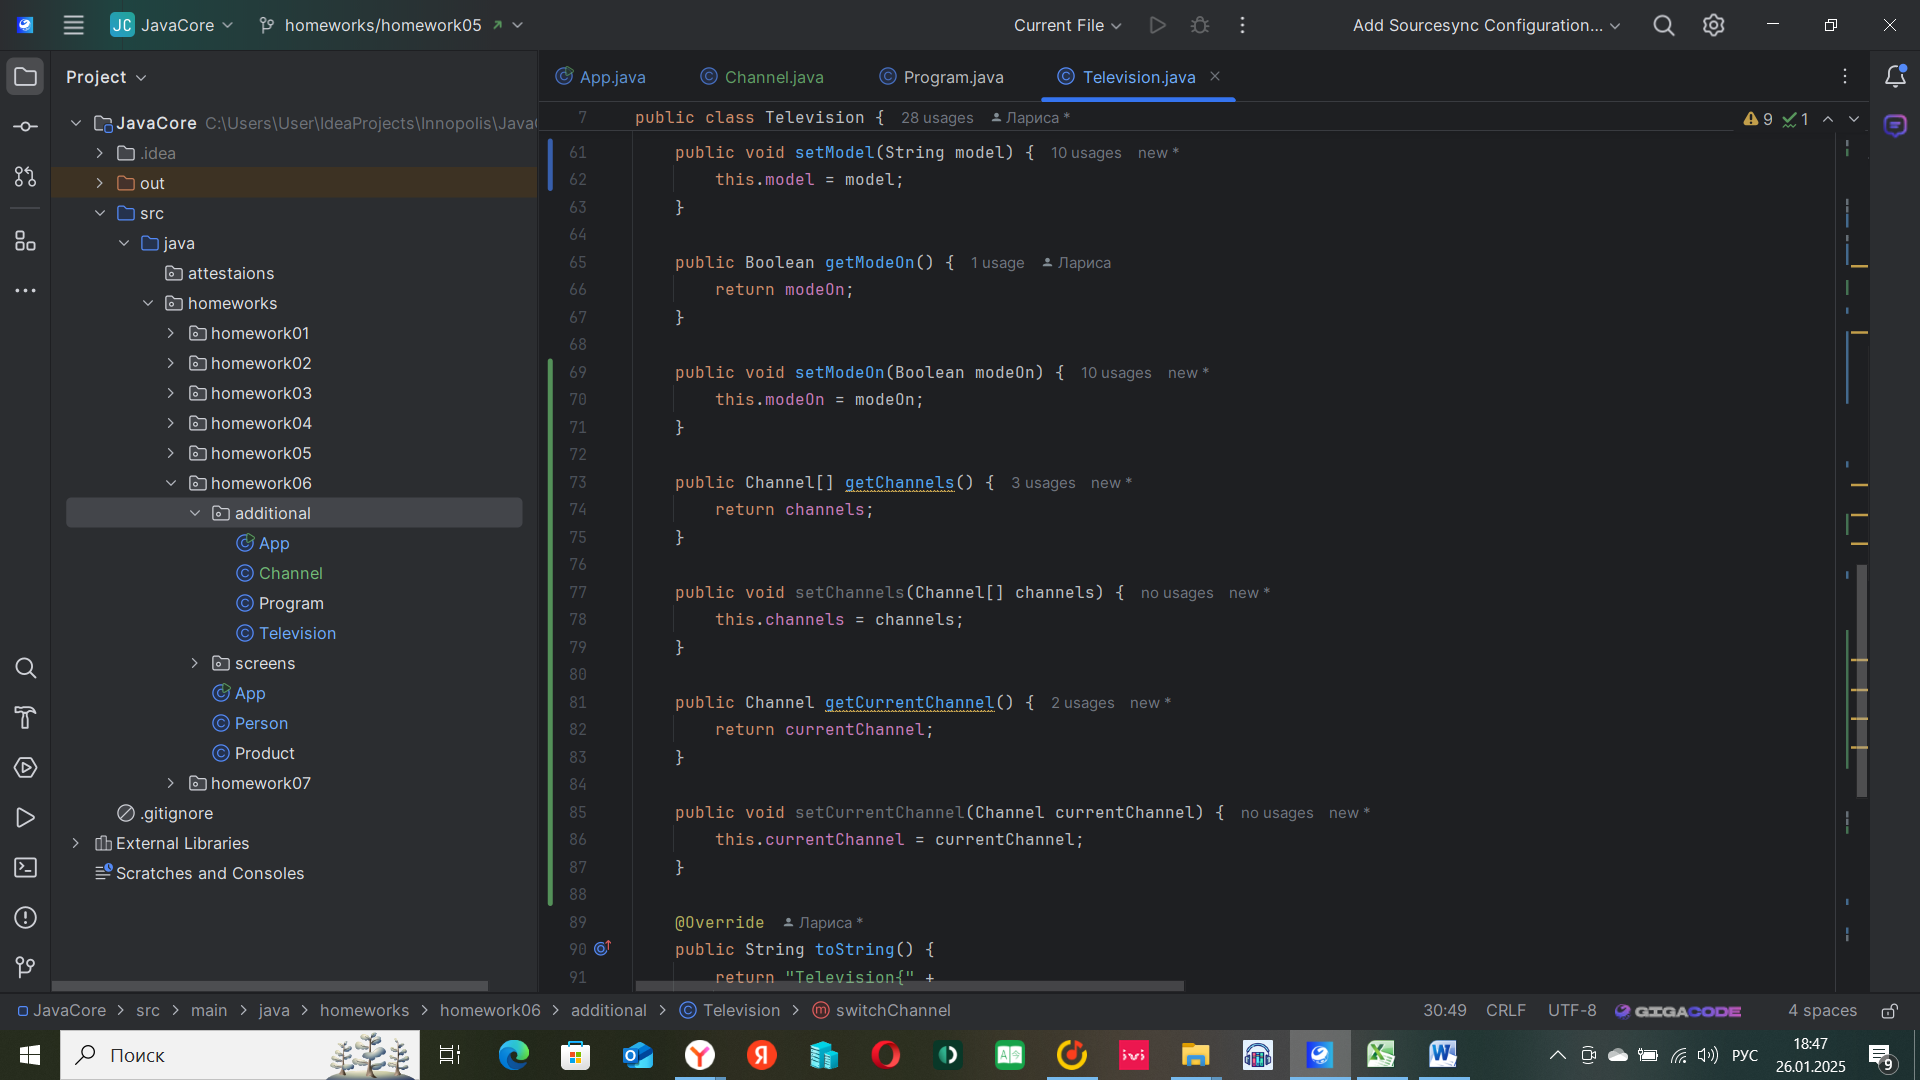 JC JavaCore homeworks/homework05 Current File Add Sourcesync Configuration...
Project
App.java Channel.java Program.java Television.java
JavaCore C:\Users\User\IdeaProjects\Innopolis\Java
.idea
out
src
java
attestaions
homeworks
homework01
homework02
homework03
homework04
homework05
homework06
additional
App
Channel
Program
Television
screens
App
Person
Product
homework07
.gitignore
External Libraries
Scratches and Consoles
7 public class Television { 28 usages Лариса *
9 1
61 public void setModel(String model) { 10 usages new *
62 this.model = model;
63 }
64
65 public Boolean getModeOn() { 1 usage Лариса
66 return modeOn;
67 }
68
69 public void setModeOn(Boolean modeOn) { 10 usages new *
70 this.modeOn = modeOn;
71 }
72
73 public Channel[] getChannels() { 3 usages new *
74 return channels;
75 }
76
77 public void setChannels(Channel[] channels) { no usages new *
78 this.channels = channels;
79 }
80
81 public Channel getCurrentChannel() { 2 usages new *
82 return currentChannel;
83 }
84
85 public void setCurrentChannel(Channel currentChannel) { no usages new *
86 this.currentChannel = currentChannel;
87 }
88
89 @Override Лариса *
90 public String toString() {
91 return "Television{" +
JavaCore > src > main > java > homeworks > homework06 > additional > Television > switchChannel 30:49 CRLF UTF-8 GIGACODE 4 spaces
Поиск
ivi
РУС
18:47
26.01.2025
9